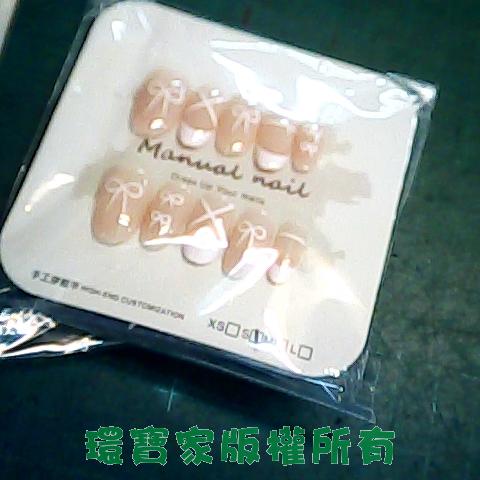 Manual nail
Dress Up Your Nails
手工穿戴甲 HIGH-END CUSTOMIZATION
XS□ S□ M□ L□
環寶家版權所有